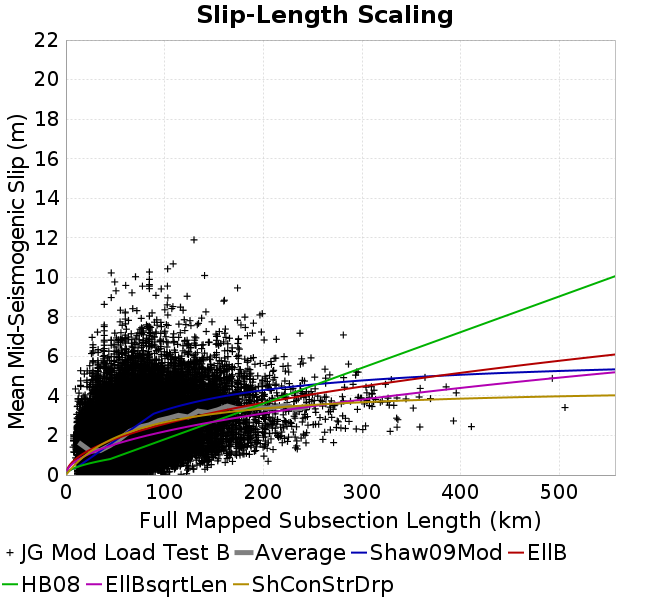 Slip-Length Scaling
Mean Mid-Seismogenic Slip (m)
22
20
18
16
14
12
10
8
6
4
2
0
0 100 200 300 400 500
Full Mapped Subsection Length (km)
JG Mod Load Test B Average Shaw09Mod EllB
HB08 EllBsqrtLen ShConStrDrp